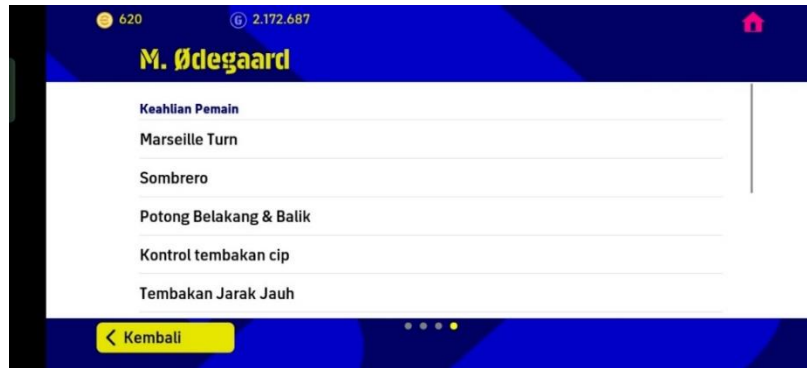 620
2.172.687
M. Ødegaard
Keahlian Pemain
Marseille Turn
Sombrero
Potong Belakang & Balik
Kontrol tembakan cip
Tembakan Jarak Jauh
Kembali